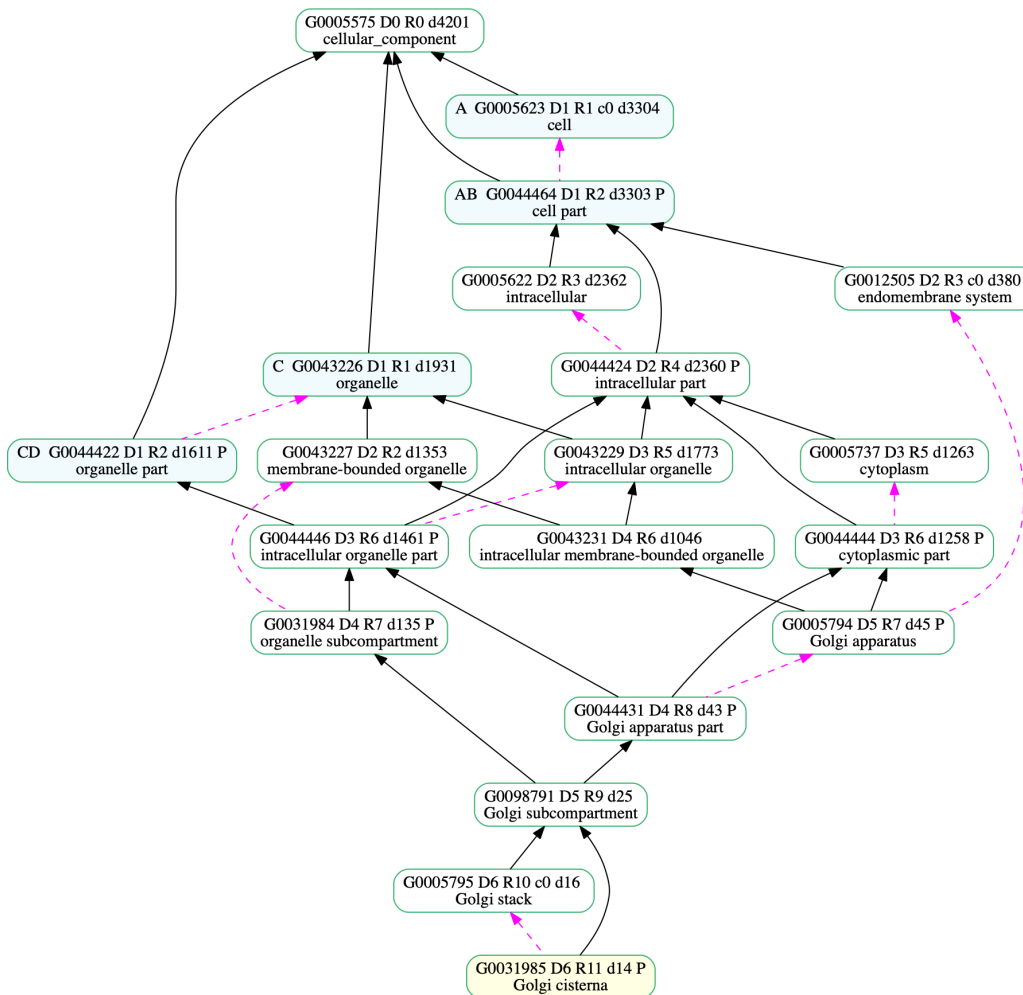 G0005575 D0 R0 d4201
cellular_component
A  G0005623 D1 R1 c0 d3304
cell
AB  G0044464 D1 R2 d3303 P
cell part
G0005622 D2 R3 d2362
intracellular
G0012505 D2 R3 c0 d380
endomembrane system
C  G0043226 D1 R1 d1931
organelle
G0044424 D2 R4 d2360 P
intracellular part
CD  G0044422 D1 R2 d1611 P
organelle part
G0043227 D2 R2 d1353
membrane-bounded organelle
G0043229 D3 R5 d1773
intracellular organelle
G0005737 D3 R5 d1263
cytoplasm
G0044446 D3 R6 d1461 P
intracellular organelle part
G0043231 D4 R6 d1046
intracellular membrane-bounded organelle
G0044444 D3 R6 d1258 P
cytoplasmic part
G0031984 D4 R7 d135 P
organelle subcompartment
G0005794 D5 R7 d45 P
Golgi apparatus
G0044431 D4 R8 d43 P
Golgi apparatus part
G0098791 D5 R9 d25
Golgi subcompartment
G0005795 D6 R10 c0 d16
Golgi stack
G0031985 D6 R11 d14 P
Golgi cisterna